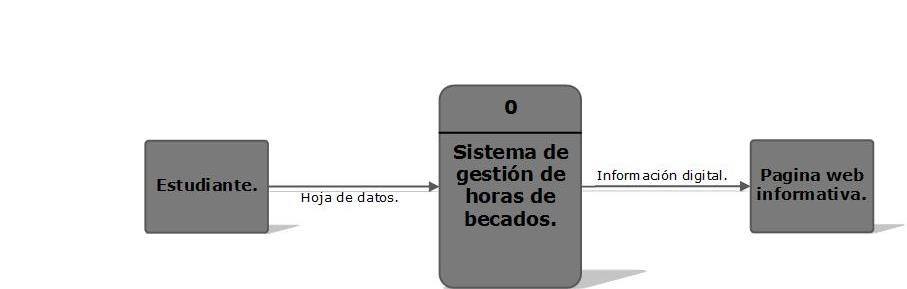 0
Estudiante.
Hoja de datos.
Sistema de
gestión de
horas de
becados.
Información digital.
Pagina web
informativa.